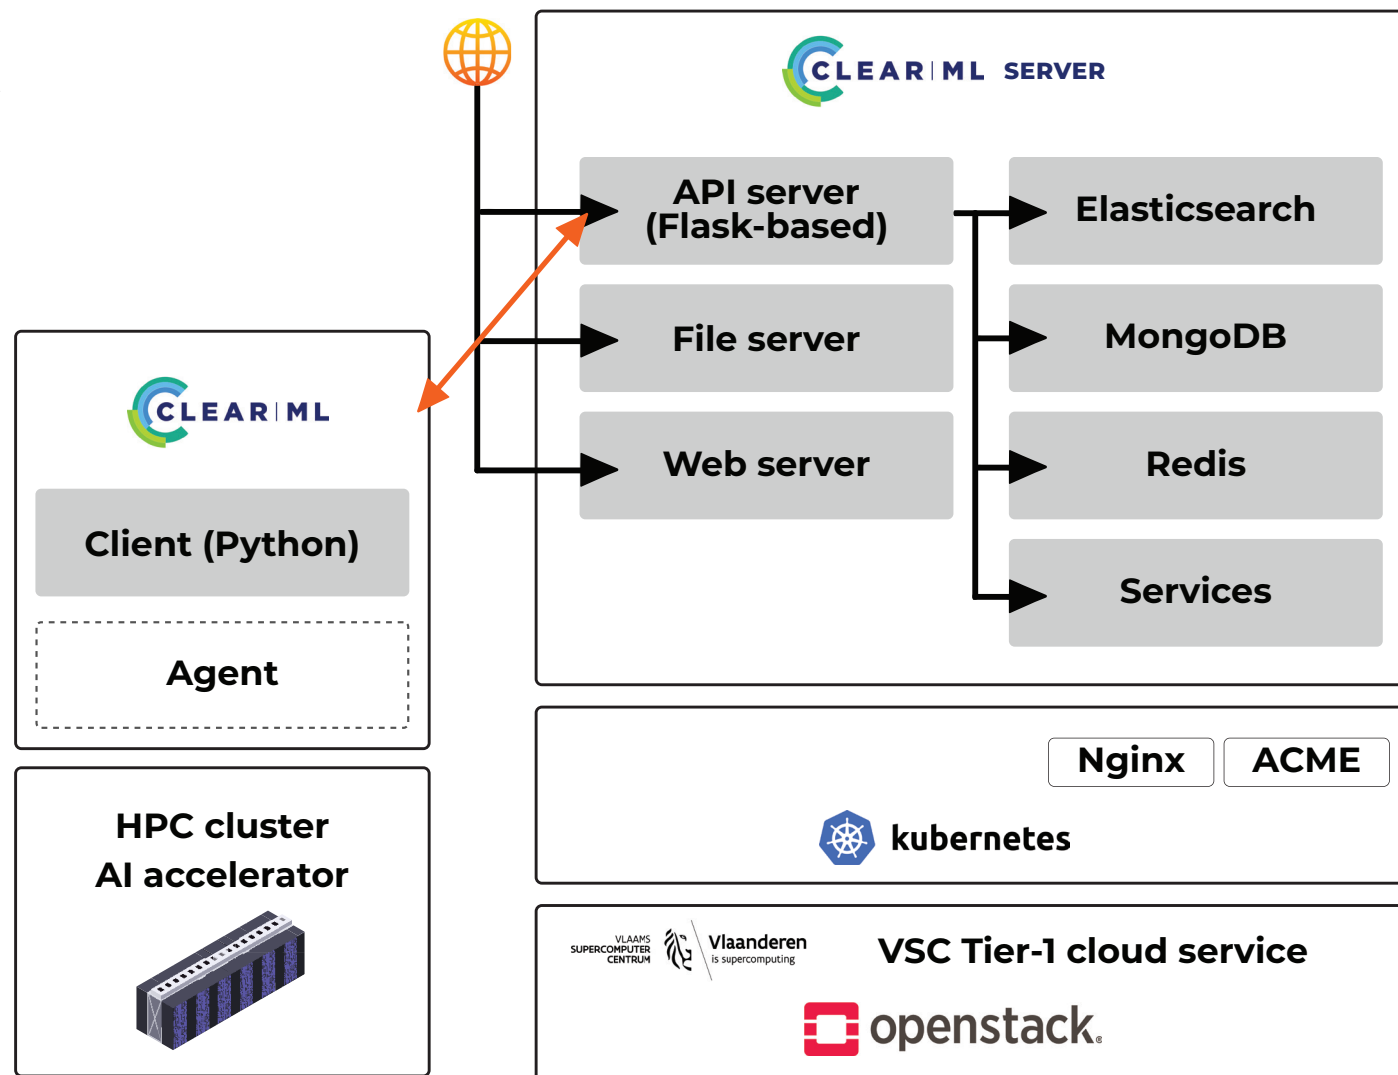 CLEAR|ML SERVER
API server
(Flask-based)
File server
Web server
Elasticsearch
MongoDB
Redis
Services
CLEAR|ML
Client (Python)
Agent
HPC cluster
AI accelerator
Nginx
ACME
kubernetes
VLAAMS
SUPERCOMPUTER
CENTRUM
Vlaanderen
is supercomputing
VSC Tier-1 cloud service
openstack®